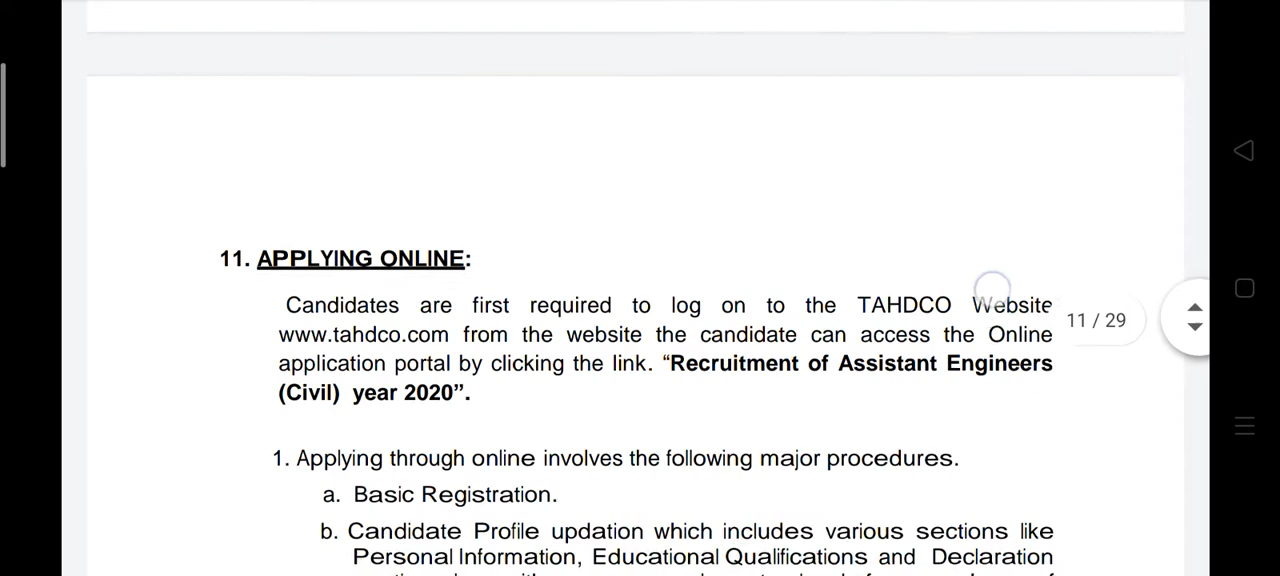 11. APPLYING ONLINE:
Candidates are first required to log on to the TAHDCO Website
www.tahdco.com from the website the candidate can access the Online
application portal by clicking the link. “Recruitment of Assistant Engineers
(Civil) year 2020”.
11 / 29
1. Applying through online involves the following major procedures.
a. Basic Registration.
b. Candidate Profile updation which includes various sections like
Personal Information, Educational Qualifications and Declaration